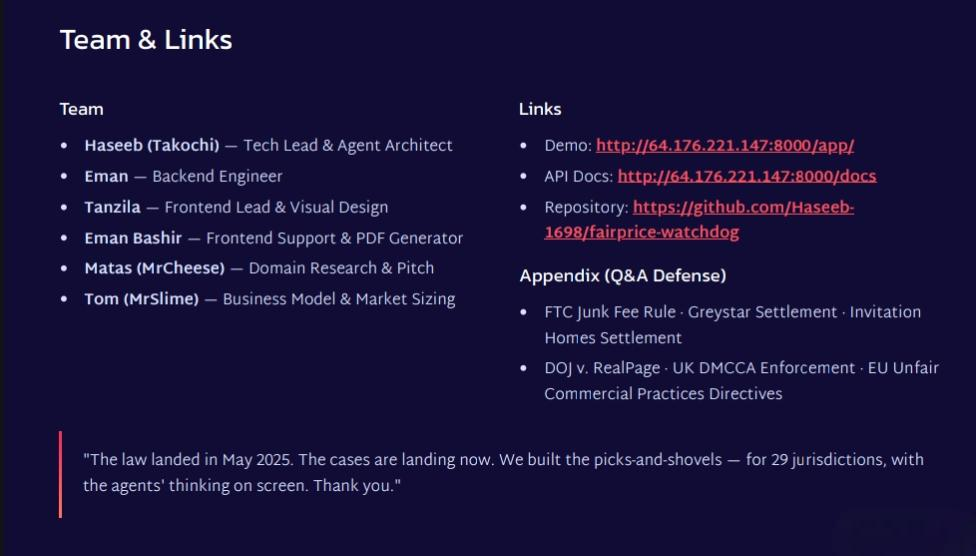 Team & Links
Team
• Haseeb (Takochi) — Tech Lead & Agent Architect
• Eman — Backend Engineer
• Tanzila — Frontend Lead & Visual Design
• Eman Bashir — Frontend Support & PDF Generator
• Matas (MrCheese) — Domain Research & Pitch
• Tom (MrSlime) — Business Model & Market Sizing
Links
• Demo: http://64.176.221.147:8000/app/
• API Docs: http://64.176.221.147:8000/docs
• Repository: https://github.com/Haseeb-
1698/fairprice-watchdog
Appendix (Q&A Defense)
• FTC Junk Fee Rule · Greystar Settlement · Invitation
Homes Settlement
• DOJ v. RealPage · UK DMCCA Enforcement · EU Unfair
Commercial Practices Directives
"The law landed in May 2025. The cases are landing now. We built the picks-and-shovels — for 29 jurisdictions, with
the agents' thinking on screen. Thank you."